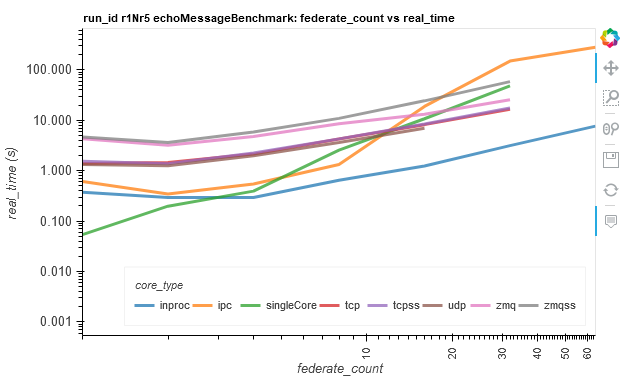 run_id r1Nr5 echoMessageBenchmark: federate_count vs real_time
real_time (s)
100.000
10.000
1.000
0.100
0.010
0.001
core_type
inproc ipc singleCore tcp tcpss udp zmq zmqss
10 20 30 40 50 60
federate_count